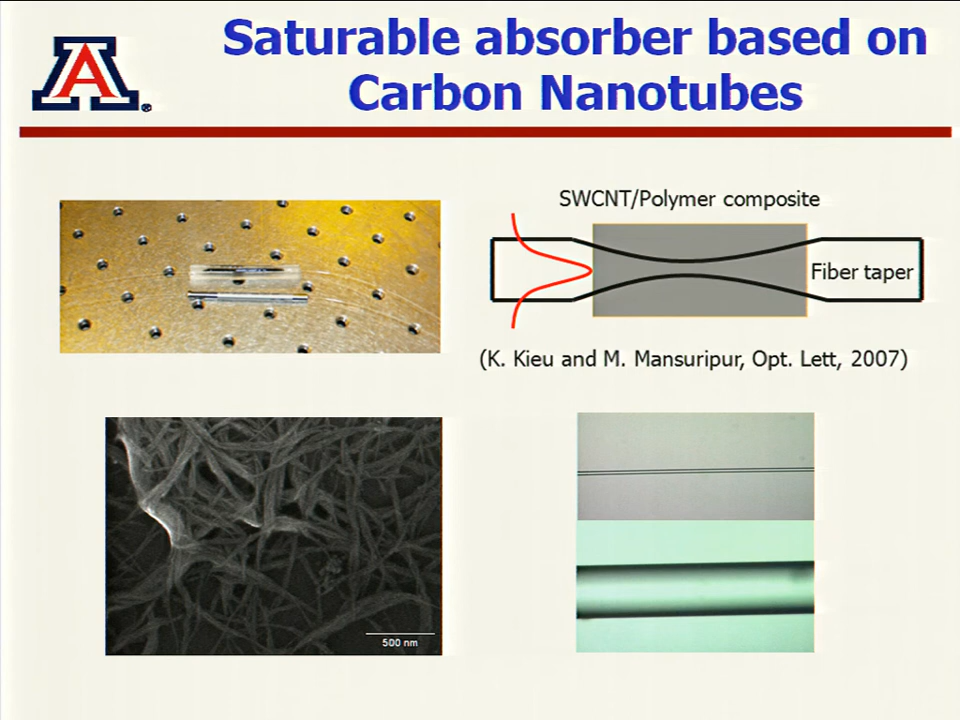 Saturable absorber based on
Carbon Nanotubes
A
SWCNT/Polymer composite
Fiber taper
(K. Kieu and M. Mansuripur, Opt. Lett, 2007)
500 nm